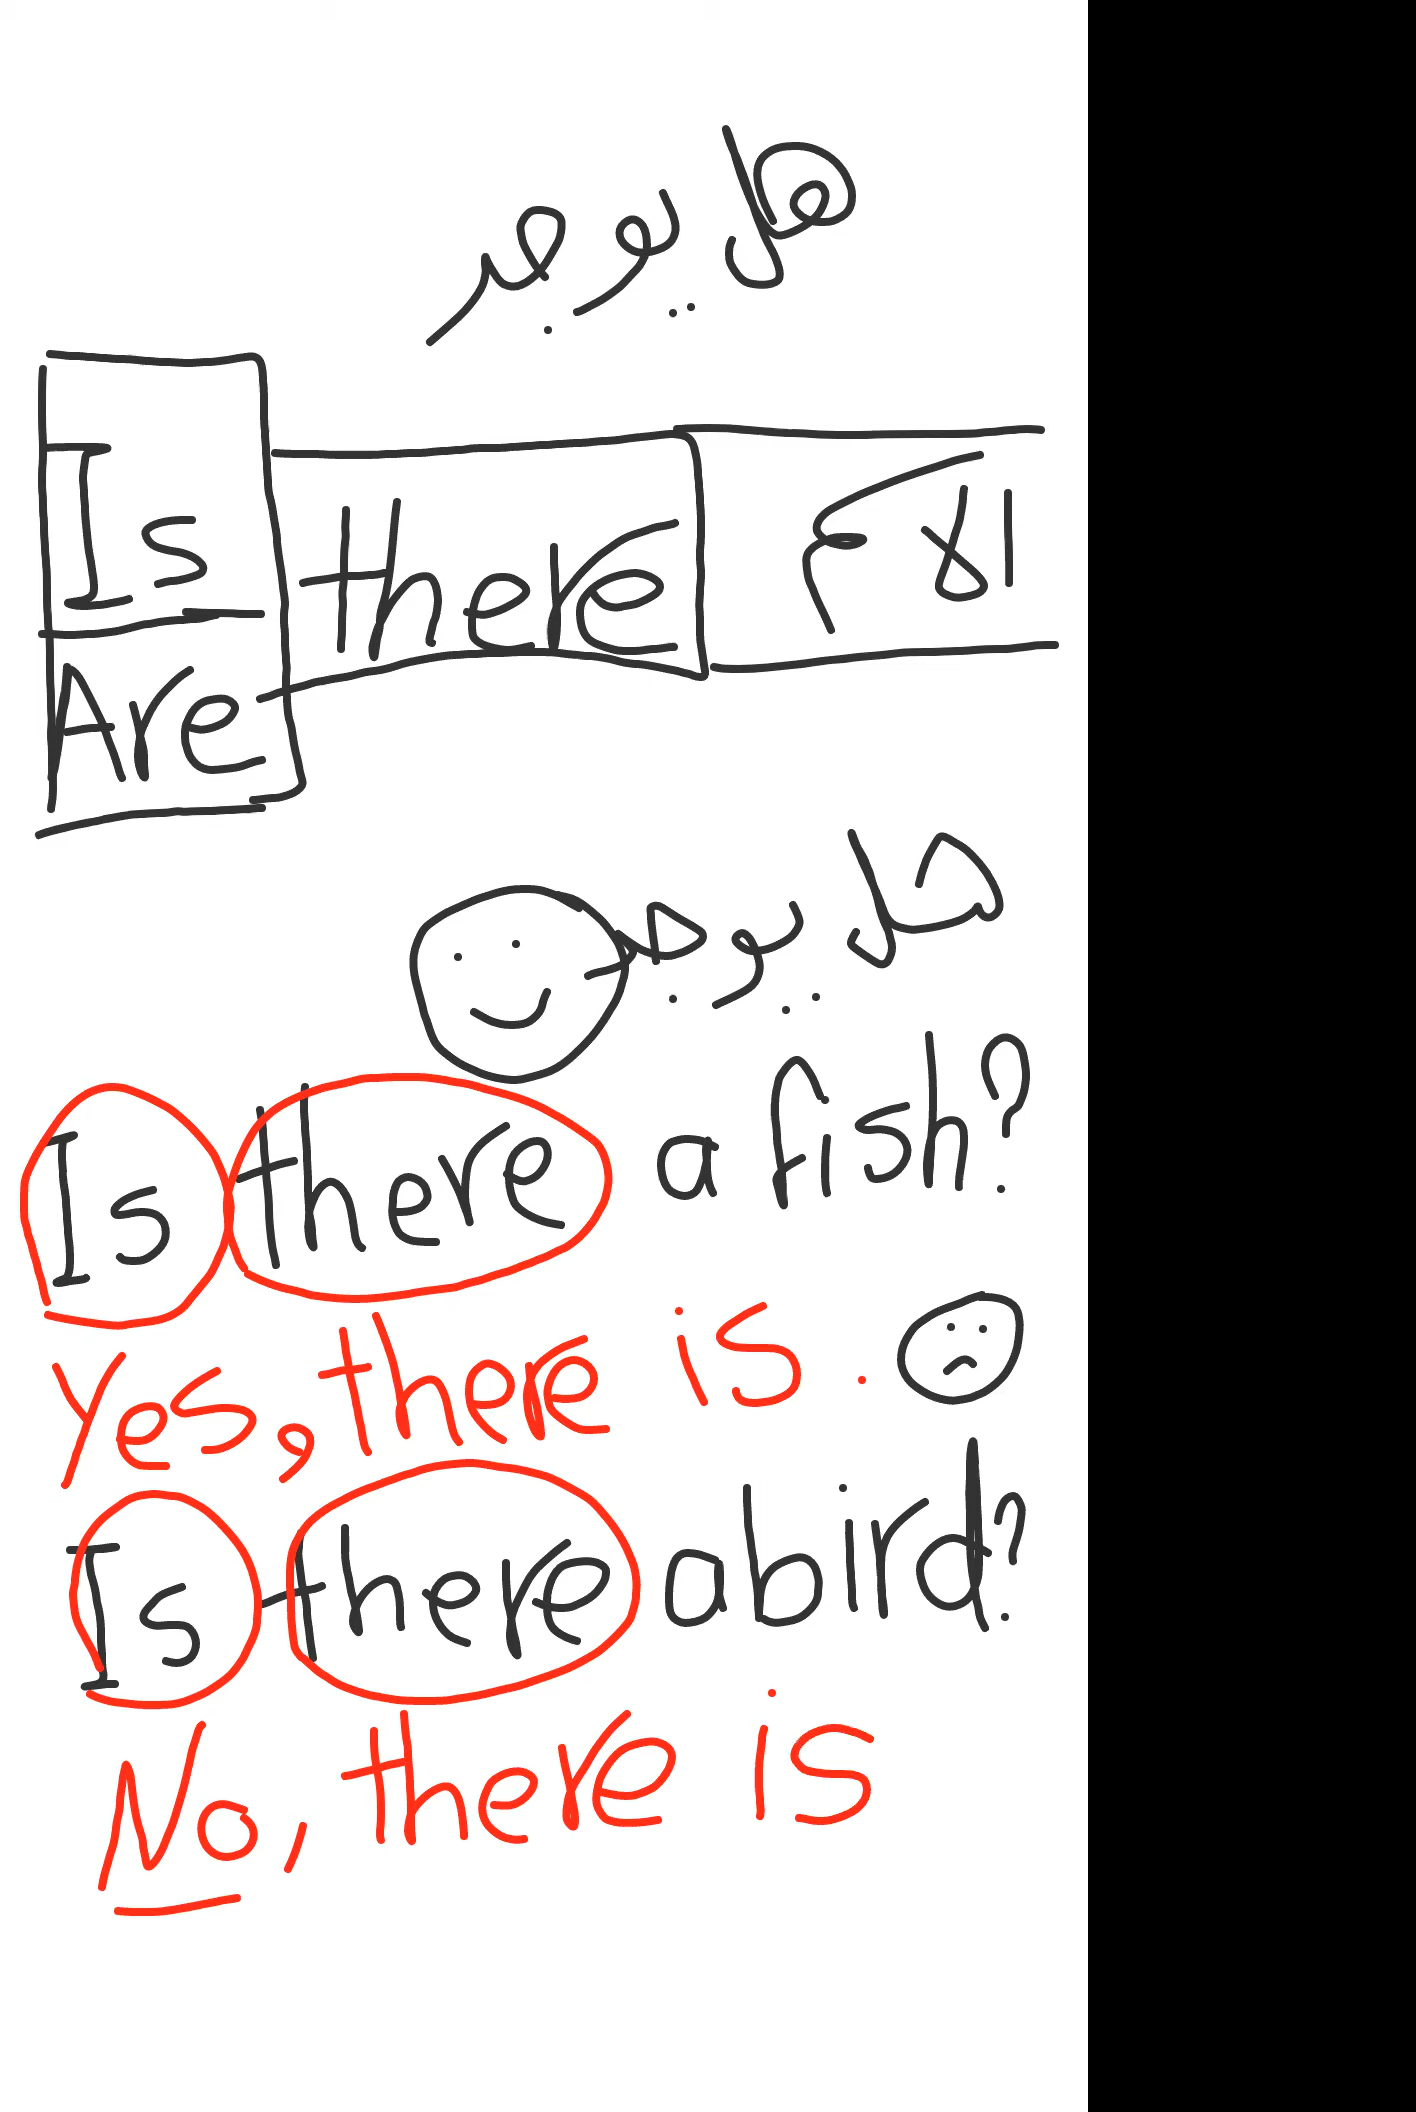 هل يوجد
Is there الاسم
Are
هل يوجد
Is there a fish?
Yes, there is.
Is there a bird?
No, there is